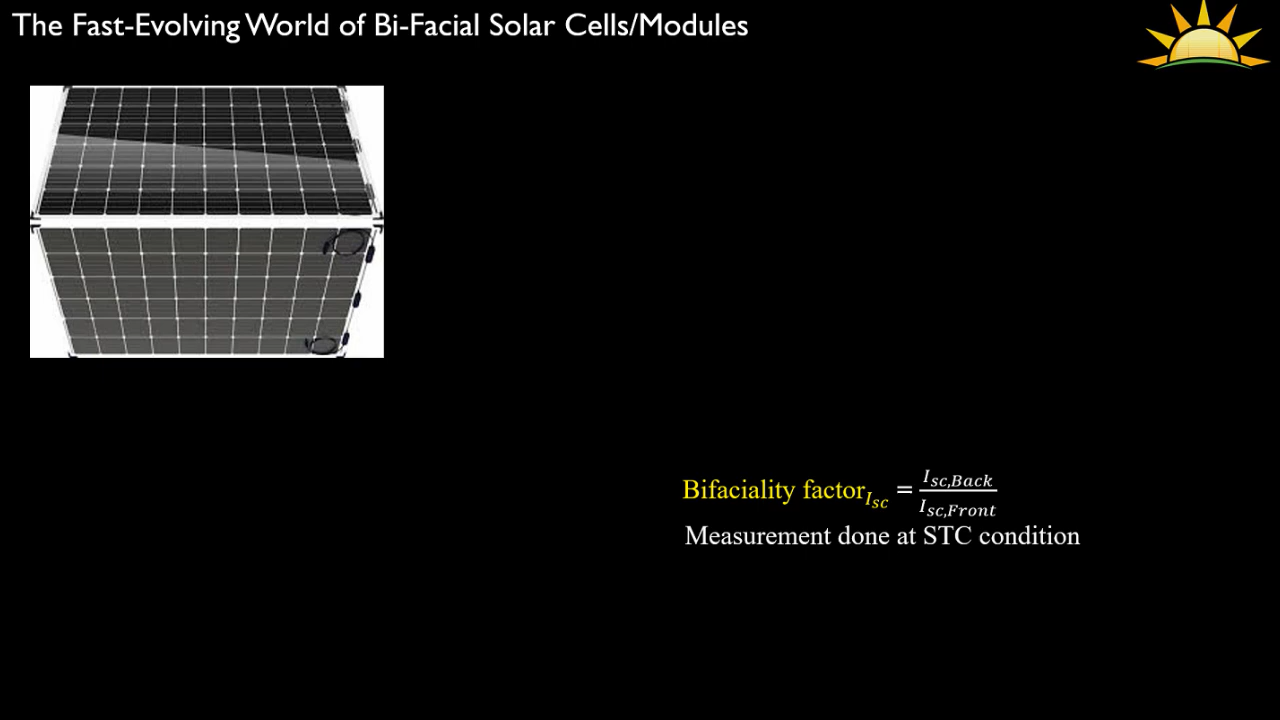 The Fast-Evolving World of Bi-Facial Solar Cells/Modules
Bifaciality factor_{I_{sc}} = \frac{I_{sc,Back}}{I_{sc,Front}}
Measurement done at STC condition